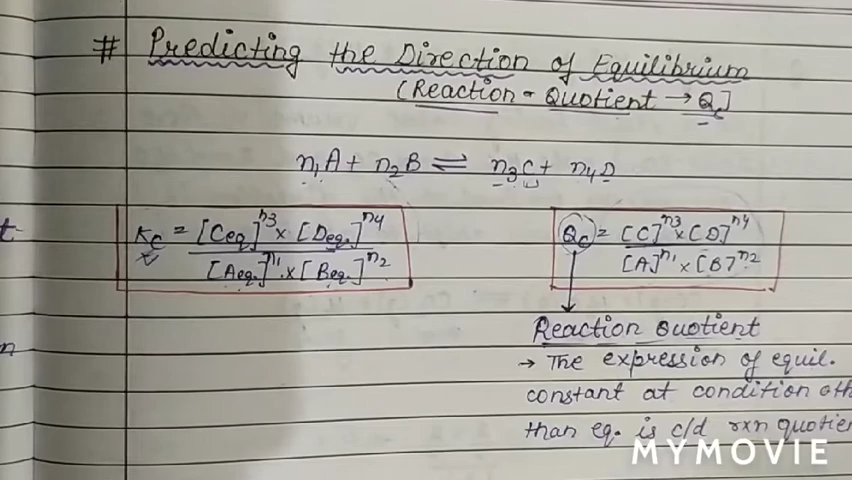 # Predicting the Direction of Equilibrium
(Reaction - Quotient → Qc]
n₁A + n₂B ⇌ n₃C + n₄D
Kc = [Ceq]^n3 × [Deq.]^n4 / [Aeq.]^n1 . × [Beq.]^n2
Qc = [C]^n3 × [D]^n4 / [A]^n1 × [B]^n2
Reaction Quotient
→ The expression of equil.
constant at condition oth
than eq. is c/d rxn quotien
t
n
MYMOVIE